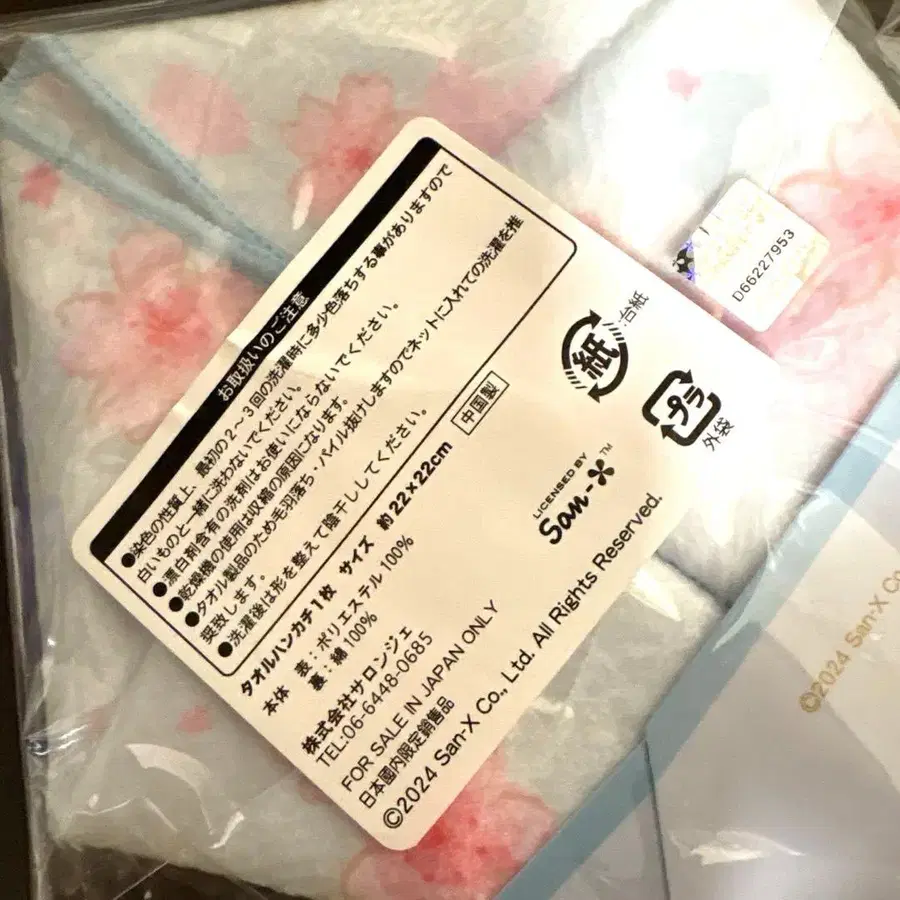 お取扱いのご注意
●染色の性質上、最初の2～3回の洗濯時に多少色落ちする事がありますので
白いものと一緒に洗わないでください。
●漂白剤含有の洗剤はお使いにならないでください。
●乾燥機の使用は収縮の原因になります。
●タオル製品のため毛羽落ち・パイル抜けしますのでネットに入れての洗濯を推
奨致します。
●洗濯後は形を整えて陰干ししてください。
タオルハンカチ1枚 サイズ 約22×22cm 中国製
本体 表:ポリエステル100%
裏:綿100%
株式会社サロンジェ
TEL:06-6448-0685
FOR SALE IN JAPAN ONLY
日本國内限定銷售品
©2024 San-X Co., Ltd. All Rights Reserved.
紙
:台紙
プラ
外袋
LICENSED BY
San-X™
D66227953
©2024 San-X Co